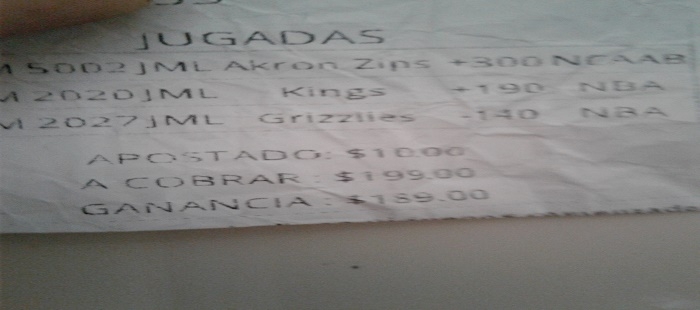 JUGADAS
M 5002 JML Akron Zips +300 NCAAB
M 2020 JML Kings +190 NBA
M 2027 JML Grizzlies -140 NBA
APOSTADO: $10.00
A COBRAR: $199.00
GANANCIA: $189.00